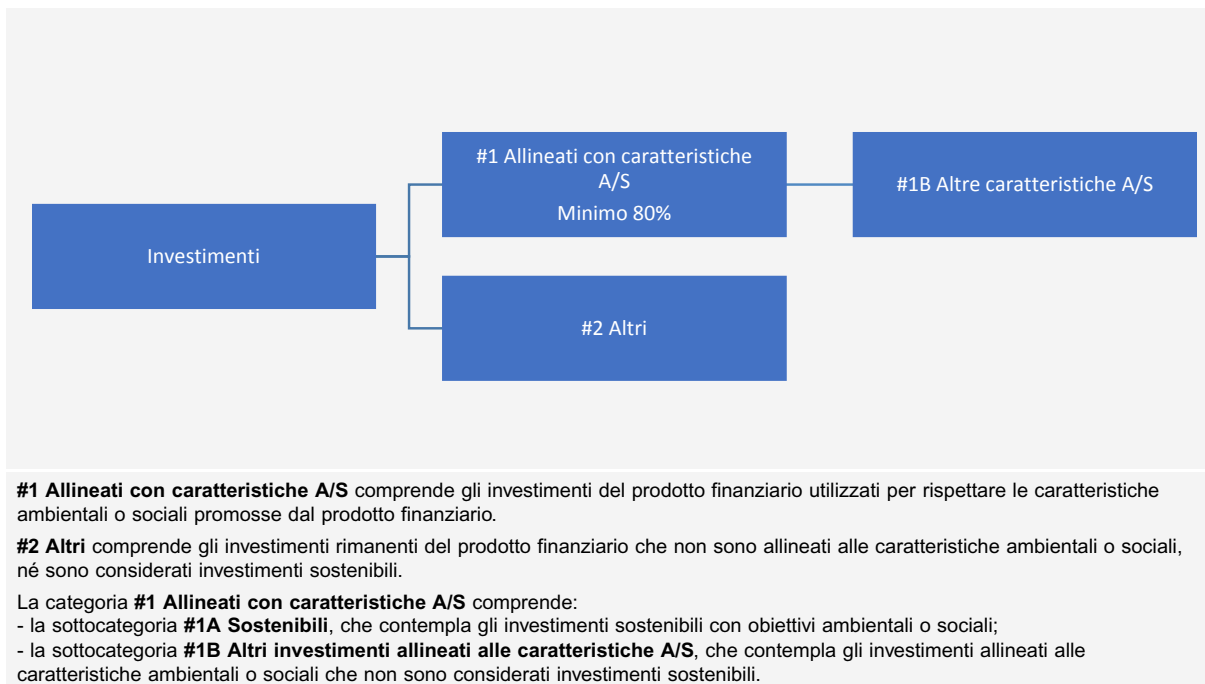 #1 Allineati con caratteristiche
A/S
Minimo 80%
#1B Altre caratteristiche A/S
Investimenti
#2 Altri
#1 Allineati con caratteristiche A/S comprende gli investimenti del prodotto finanziario utilizzati per rispettare le caratteristiche
ambientali o sociali promosse dal prodotto finanziario.
#2 Altri comprende gli investimenti rimanenti del prodotto finanziario che non sono allineati alle caratteristiche ambientali o sociali,
né sono considerati investimenti sostenibili.
La categoria #1 Allineati con caratteristiche A/S comprende:
- la sottocategoria #1A Sostenibili, che contempla gli investimenti sostenibili con obiettivi ambientali o sociali;
- la sottocategoria #1B Altri investimenti allineati alle caratteristiche A/S, che contempla gli investimenti allineati alle
caratteristiche ambientali o sociali che non sono considerati investimenti sostenibili.